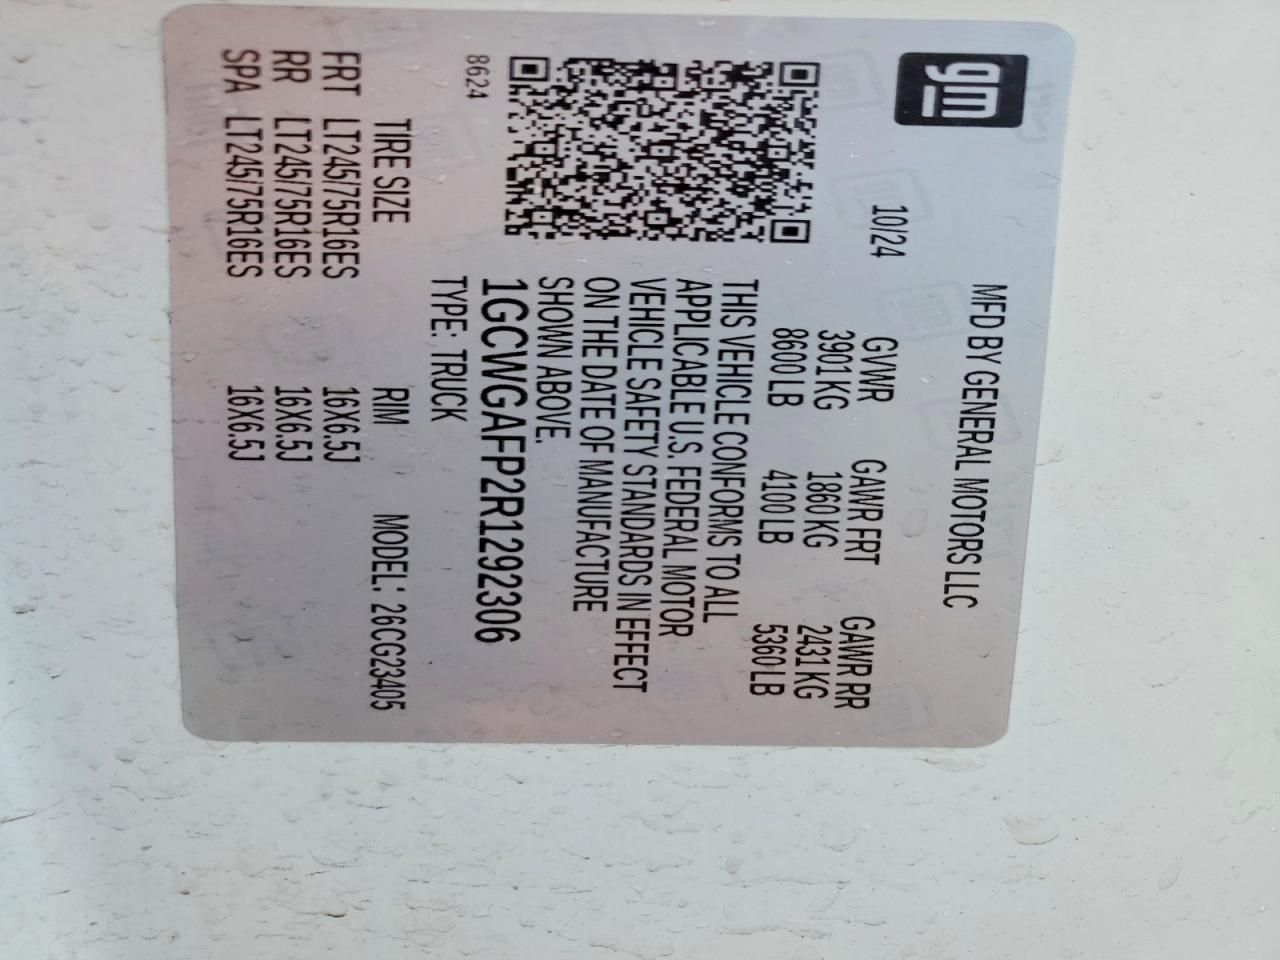 gm
MFD BY GENERAL MOTORS LLC
10/24
GVWR GAWR FRT GAWR RR
3901 KG 1860 KG 2431 KG
8600 LB 4100 LB 5360 LB
THIS VEHICLE CONFORMS TO ALL
APPLICABLE U.S. FEDERAL MOTOR
VEHICLE SAFETY STANDARDS IN EFFECT
ON THE DATE OF MANUFACTURE
SHOWN ABOVE.
1GCWGAFP2R1292306
8624
TYPE: TRUCK
MODEL: 26CG23405
TIRE SIZE RIM
FRT LT245/75R16ES 16X6.5J
RR LT245/75R16ES 16X6.5J
SPA LT245/75R16ES 16X6.5J